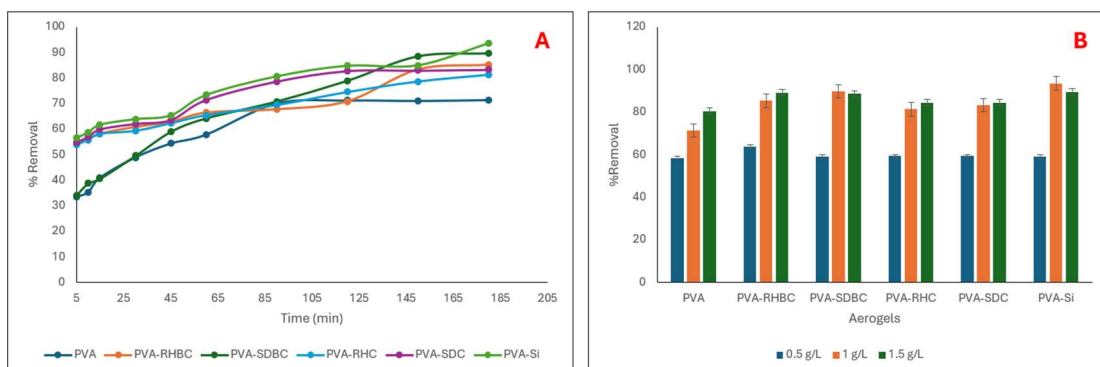 A
100
90
80
70
60
50
40
30
20
10
0
% Removal
5 25 45 65 85 105 125 145 165 185 205
Time (min)
PVA PVA-RHBC PVA-SDBC PVA-RHC PVA-SDC PVA-Si
B
120
100
80
60
40
20
0
%Removal
PVA PVA-RHBC PVA-SDBC PVA-RHC PVA-SDC PVA-Si
Aerogels
0.5 g/L 1 g/L 1.5 g/L